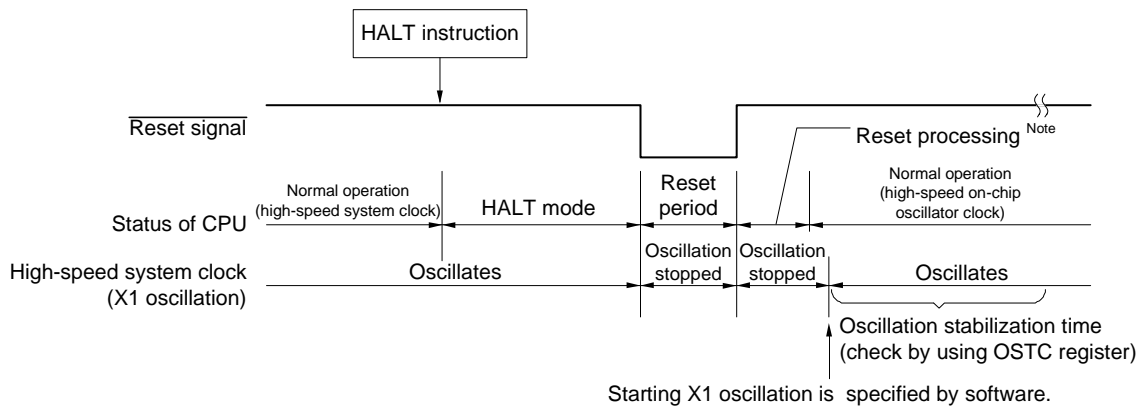 HALT instruction
Reset signal
Note
Reset processing
Normal operation
(high-speed system clock)
HALT mode
Reset
period
Normal operation
(high-speed on-chip
oscillator clock)
Status of CPU
High-speed system clock
(X1 oscillation)
Oscillates
Oscillation
stopped
Oscillation
stopped
Oscillates
Oscillation stabilization time
(check by using OSTC register)
Starting X1 oscillation is specified by software.